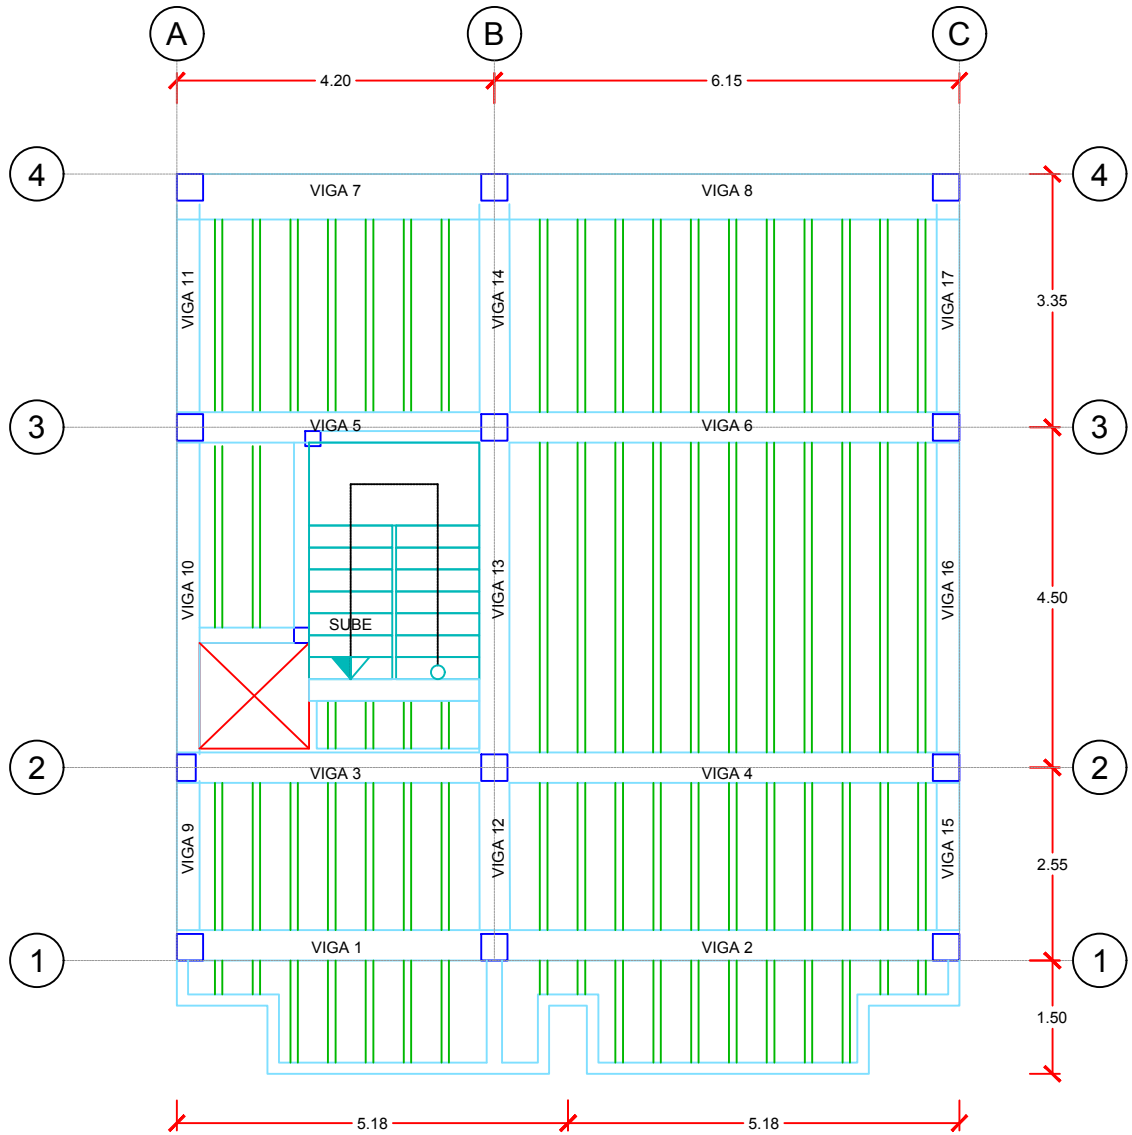 A
B
C
4.20
6.15
4
VIGA 7
VIGA 8
4
VIGA 11
VIGA 14
VIGA 17
3.35
3
VIGA 5
VIGA 6
3
VIGA 10
SUBE
VIGA 13
VIGA 16
4.50
2
VIGA 3
VIGA 4
2
VIGA 9
VIGA 12
VIGA 15
2.55
1
VIGA 1
VIGA 2
1
1.50
5.18
5.18